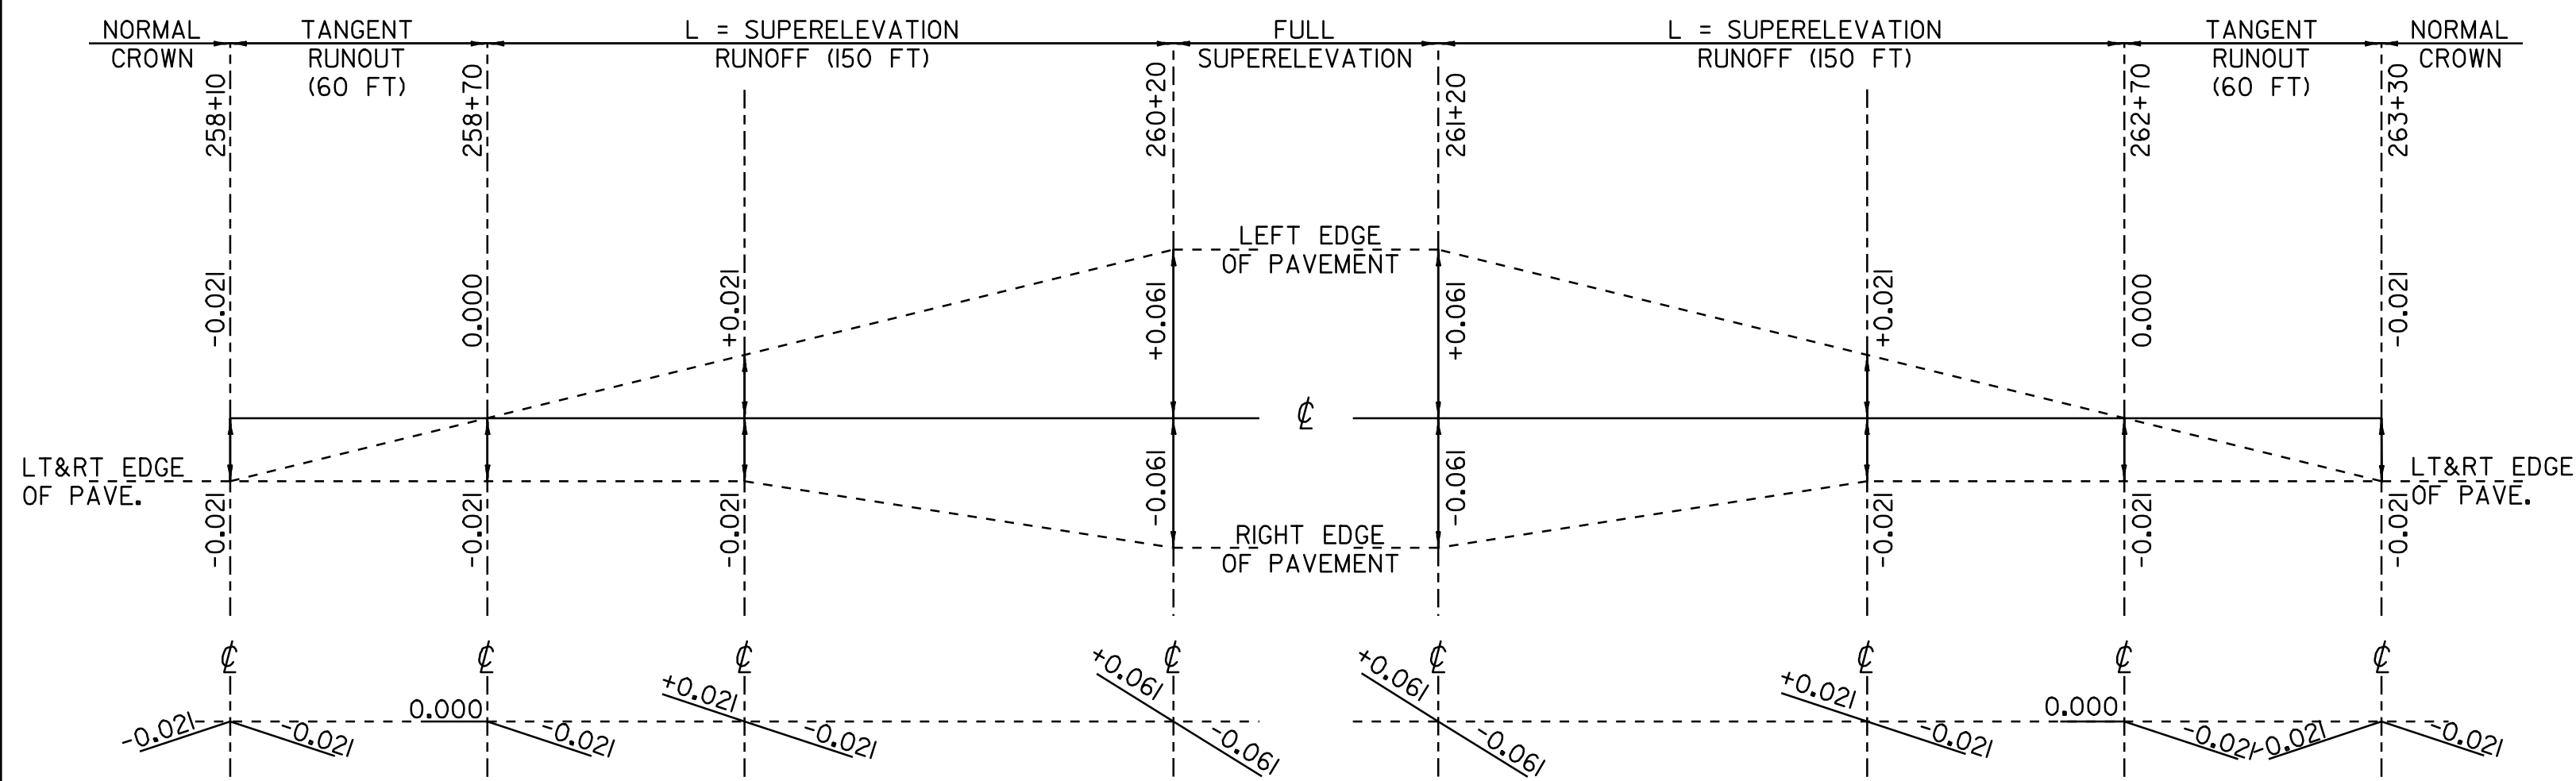 NORMAL
CROWN
TANGENT
RUNOUT
(60 FT)
L = SUPERELEVATION
RUNOFF (150 FT)
FULL
SUPERELEVATION
L = SUPERELEVATION
RUNOFF (150 FT)
TANGENT
RUNOUT
(60 FT)
NORMAL
CROWN
258+10
258+70
260+20
261+20
262+70
263+30
-0.021
0.000
+0.021
+0.061
+0.061
+0.021
0.000
-0.021
LEFT EDGE
OF PAVEMENT
℄
LT&RT EDGE
OF PAVE.
LT&RT EDGE
OF PAVE.
-0.021
-0.021
-0.021
-0.061
-0.061
-0.021
-0.021
-0.021
RIGHT EDGE
OF PAVEMENT
℄
℄
℄
℄
℄
℄
℄
℄
-0.021
-0.021
0.000
-0.021
+0.021
-0.021
+0.061
-0.061
+0.061
-0.061
+0.021
-0.021
0.000
-0.021
-0.021
-0.021